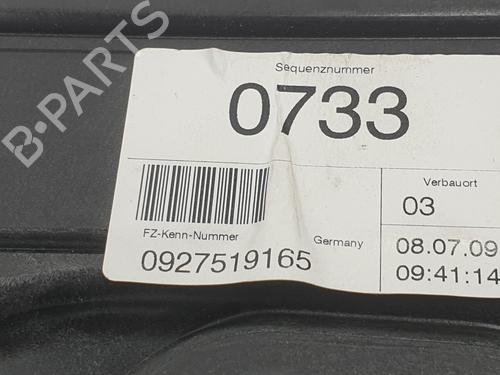 B-PARTS
Sequenznummer
0733
Verbauort
03
FZ-Kenn-Nummer
Germany
0927519165
08.07.09
09:41:14